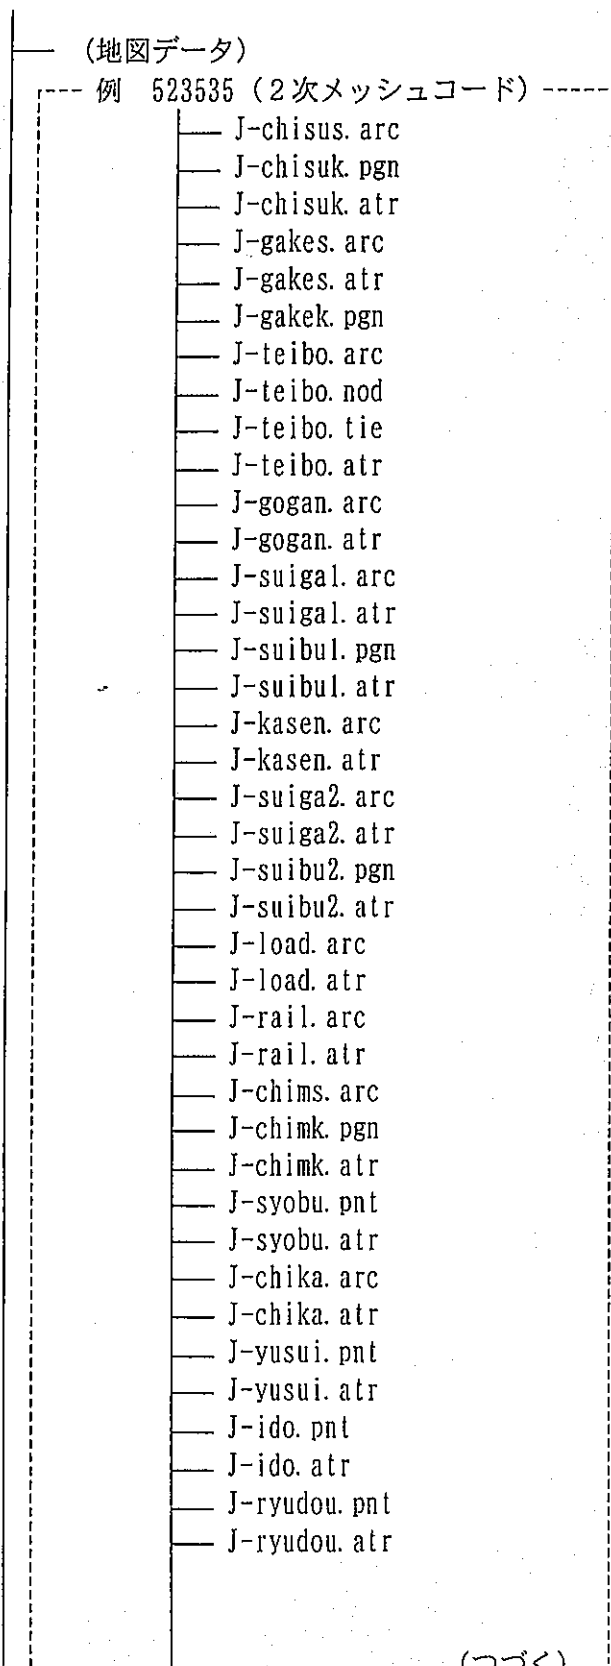 (地図データ)
例 523535 (2次メッシュコード)
J-chisus.arc
J-chisuk.pgn
J-chisuk.atr
J-gakes.arc
J-gakes.atr
J-gakek.pgn
J-teibo.arc
J-teibo.nod
J-teibo.tie
J-teibo.atr
J-gogan.arc
J-gogan.atr
J-suiga1.arc
J-suiga1.atr
J-suibu1.pgn
J-suibu1.atr
J-kasen.arc
J-kasen.atr
J-suiga2.arc
J-suiga2.atr
J-suibu2.pgn
J-suibu2.atr
J-load.arc
J-load.atr
J-rail.arc
J-rail.atr
J-chims.arc
J-chimk.pgn
J-chimk.atr
J-syobu.pnt
J-syobu.atr
J-chika.arc
J-chika.atr
J-yusui.pnt
J-yusui.atr
J-ido.pnt
J-ido.atr
J-ryudou.pnt
J-ryudou.atr
(つづく)